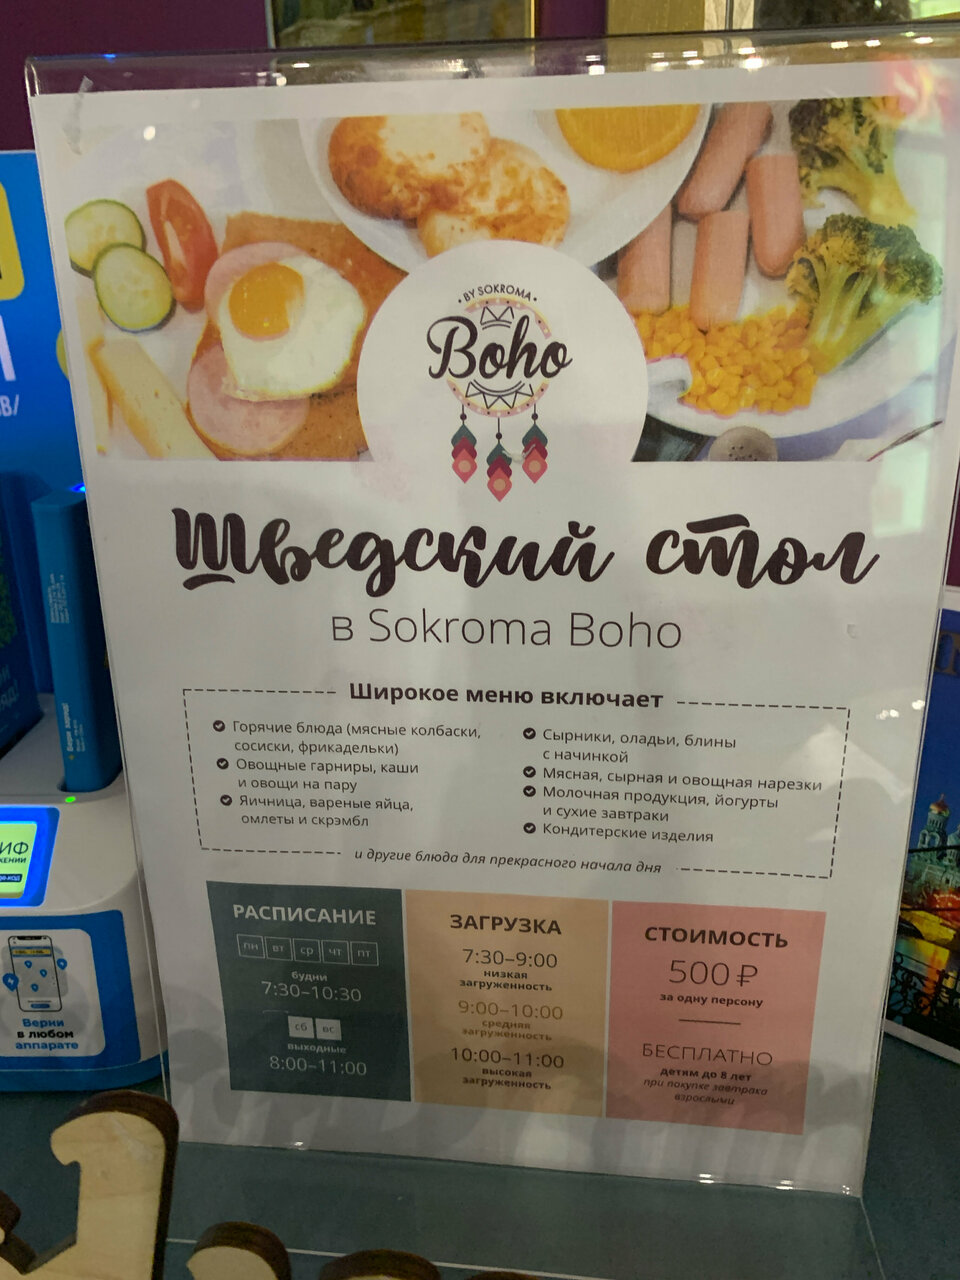 • BY SOKROMA •
Boho
Шведский стол
в Sokroma Boho
Широкое меню включает
Горячие блюда (мясные колбаски,
сосиски, фрикадельки)
Овощные гарниры, каши
и овощи на пару
Яичница, вареные яйца,
омлеты и скрэмбл
Сырники, оладьи, блины
с начинкой
Мясная, сырная и овощная нарезки
Молочная продукция, йогурты
и сухие завтраки
Кондитерские изделия
и другие блюда для прекрасного начала дня
РАСПИСАНИЕ
пн вт ср чт пт
будни
7:30–10:30
сб вс
выходные
8:00–11:00
ЗАГРУЗКА
7:30–9:00
низкая
загруженность
9:00–10:00
средняя
загруженность
10:00–11:00
высокая
загруженность
СТОИМОСТЬ
500 ₽
за одну персону
БЕСПЛАТНО
детям до 8 лет
при покупке завтрака
взрослыми
Бери заряд!
Верни
в любом
аппарате